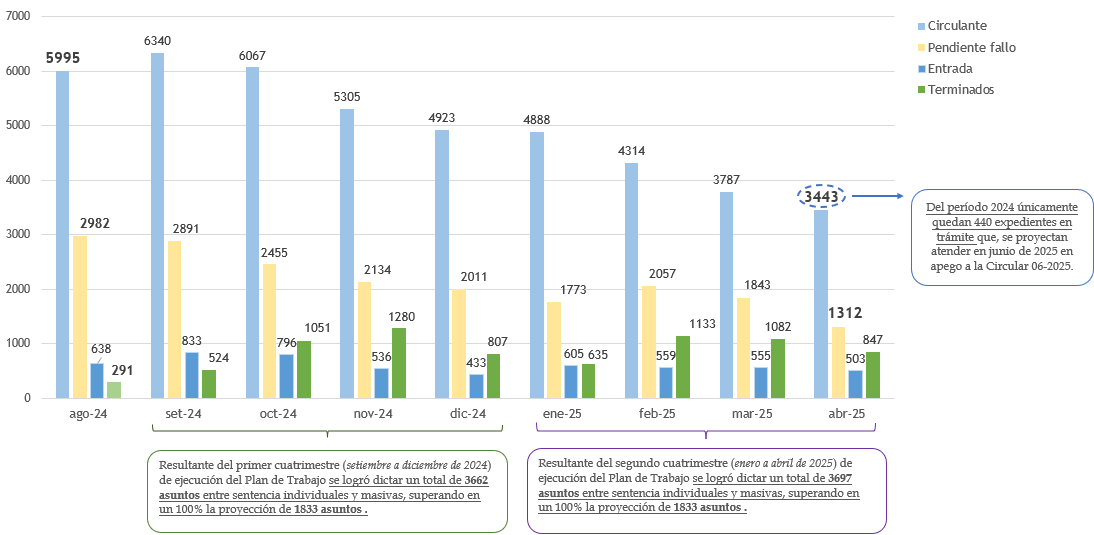 7000
6000
5000
4000
3000
2000
1000
0
Circulante
Pendiente fallo
Entrada
Terminados
5995
2982
638
291
6340
2891
833
524
6067
2455
796
1051
5305
2134
536
1280
4923
2011
433
807
4888
1773
605
635
4314
2057
559
1133
3787
1843
555
1082
3443
1312
503
847
ago-24
set-24
oct-24
nov-24
dic-24
ene-25
feb-25
mar-25
abr-25
Del período 2024 únicamente
quedan 440 expedientes en
trámite que, se proyectan
atender en junio de 2025 en
apego a la Circular 06-2025.
Resultante del primer cuatrimestre (setiembre a diciembre de 2024)
de ejecución del Plan de Trabajo se logró dictar un total de 3662
asuntos entre sentencia individuales y masivas, superando en
un 100% la proyección de 1833 asuntos .
Resultante del segundo cuatrimestre (enero a abril de 2025) de
ejecución del Plan de Trabajo se logró dictar un total de 3697
asuntos entre sentencia individuales y masivas, superando en
un 100% la proyección de 1833 asuntos .